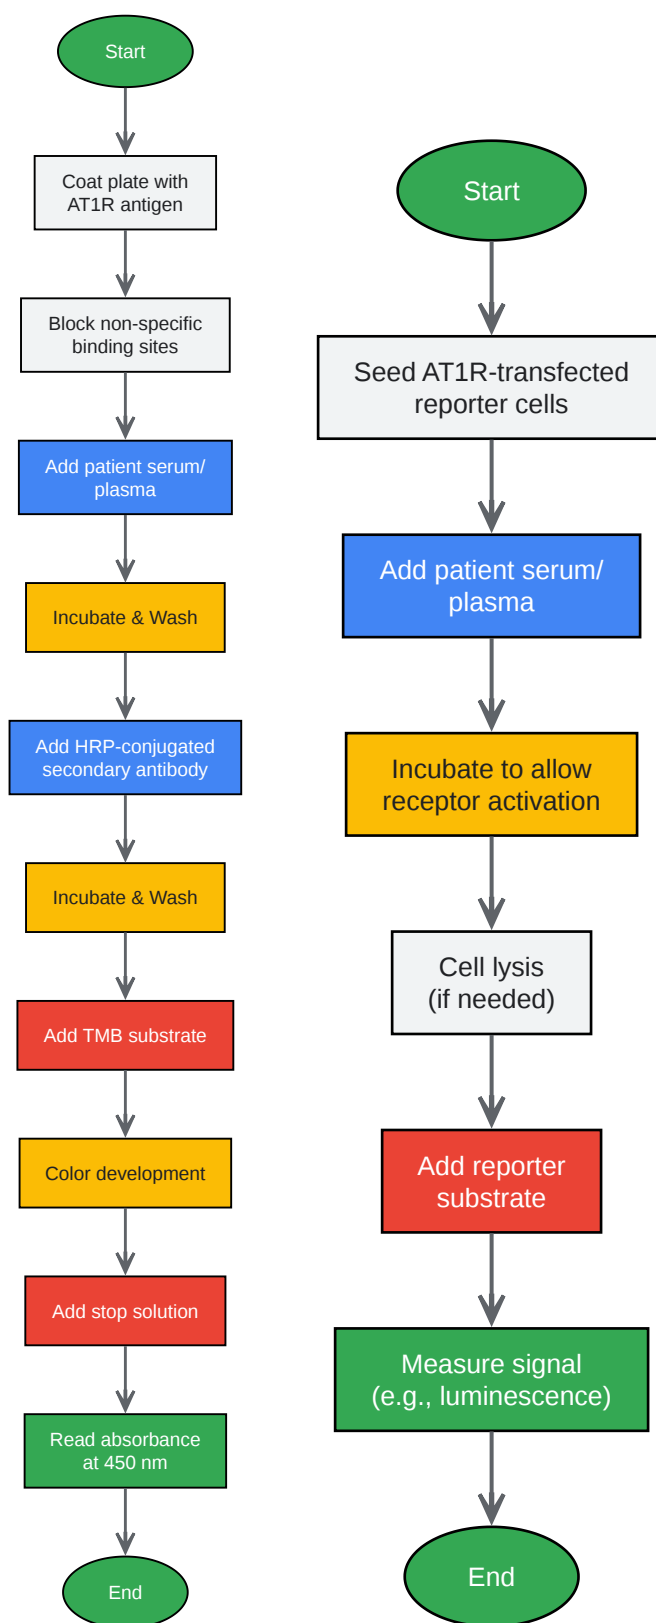 Start
Coat plate with
AT1R antigen
Block non-specific
binding sites
Add patient serum/
plasma
Incubate & Wash
Add HRP-conjugated
secondary antibody
Incubate & Wash
Add TMB substrate
Color development
Add stop solution
Read absorbance
at 450 nm
End
Start
Seed AT1R-transfected
reporter cells
Add patient serum/
plasma
Incubate to allow
receptor activation
Cell lysis
(if needed)
Add reporter
substrate
Measure signal
(e.g., luminescence)
End